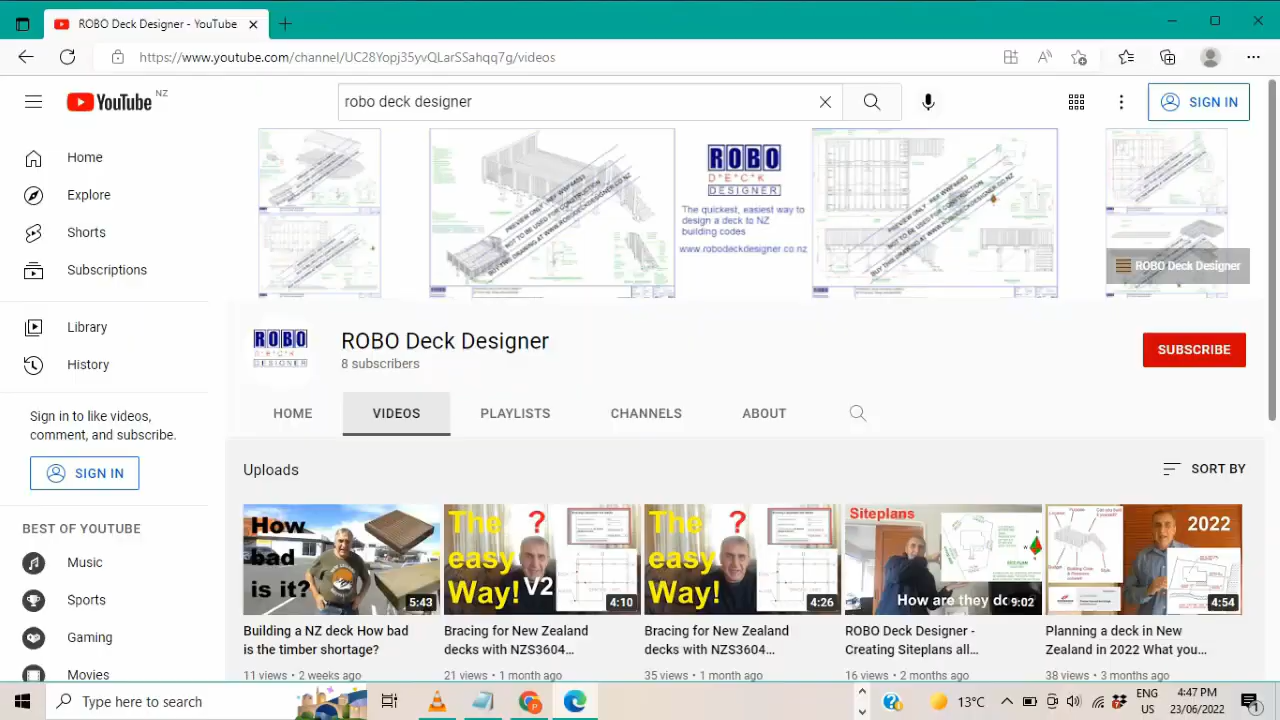 ROBO Deck Designer - YouTube
https://www.youtube.com/channel/UC28Yopj35yvQLarSSahqq7g/videos
YouTube NZ
robo deck designer
SIGN IN
Home
Explore
Shorts
Subscriptions
Library
History
Sign in to like videos,
comment, and subscribe.
SIGN IN
BEST OF YOUTUBE
Music
Sports
Gaming
Movies
ROBO
D*E*C*K
DESIGNER
The quickest, easiest way to
design a deck to NZ
building codes
www.robodeckdesigner.co.nz
ROBO Deck Designer
ROBO
D*E*C*K
DESIGNER
ROBO Deck Designer
8 subscribers
SUBSCRIBE
HOME
VIDEOS
PLAYLISTS
CHANNELS
ABOUT
Uploads
SORT BY
How
bad
is it?
5:43
Building a NZ deck How bad
is the timber shortage?
11 views • 2 weeks ago
The ?
easy
Way! V2
4:10
Bracing for New Zealand
decks with NZS3604...
21 views • 1 month ago
The ?
easy
Way!
4:26
Bracing for New Zealand
decks with NZS3604...
35 views • 1 month ago
Siteplans
How are they do
9:02
ROBO Deck Designer -
Creating Siteplans all...
16 views • 2 months ago
2022
4:54
Planning a deck in New
Zealand in 2022 What you...
38 views • 3 months ago
Type here to search
13°C
ENG
US
4:47 PM
23/06/2022
1